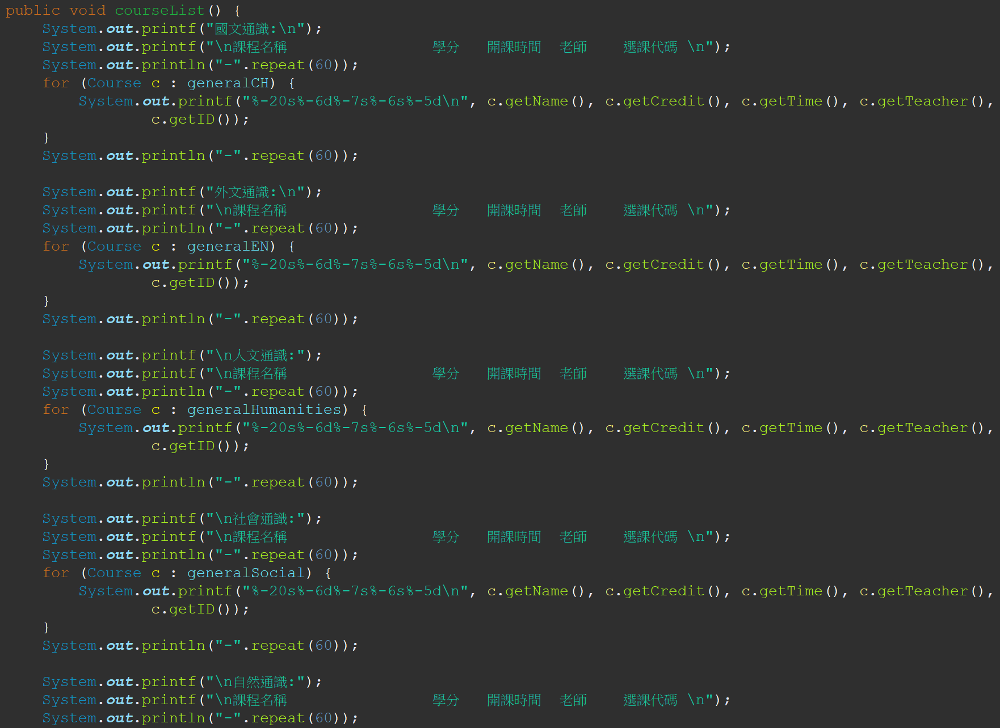 public void courseList() {
    System.out.printf("國文通識:\n");
    System.out.printf("\n課程名稱                學分   開課時間  老師    選課代碼 \n");
    System.out.println("-".repeat(60));
    for (Course c : generalCH) {
        System.out.printf("%-20s%-6d%-7s%-6s%-5d\n", c.getName(), c.getCredit(), c.getTime(), c.getTeacher(),
                c.getID());
    }
    System.out.println("-".repeat(60));

    System.out.printf("外文通識:\n");
    System.out.printf("\n課程名稱                學分   開課時間  老師    選課代碼 \n");
    System.out.println("-".repeat(60));
    for (Course c : generalEN) {
        System.out.printf("%-20s%-6d%-7s%-6s%-5d\n", c.getName(), c.getCredit(), c.getTime(), c.getTeacher(),
                c.getID());
    }
    System.out.println("-".repeat(60));

    System.out.printf("\n人文通識:");
    System.out.printf("\n課程名稱                學分   開課時間  老師    選課代碼 \n");
    System.out.println("-".repeat(60));
    for (Course c : generalHumanities) {
        System.out.printf("%-20s%-6d%-7s%-6s%-5d\n", c.getName(), c.getCredit(), c.getTime(), c.getTeacher(),
                c.getID());
    }
    System.out.println("-".repeat(60));

    System.out.printf("\n社會通識:");
    System.out.printf("\n課程名稱                學分   開課時間  老師    選課代碼 \n");
    System.out.println("-".repeat(60));
    for (Course c : generalSocial) {
        System.out.printf("%-20s%-6d%-7s%-6s%-5d\n", c.getName(), c.getCredit(), c.getTime(), c.getTeacher(),
                c.getID());
    }
    System.out.println("-".repeat(60));

    System.out.printf("\n自然通識:");
    System.out.printf("\n課程名稱                學分   開課時間  老師    選課代碼 \n");
    System.out.println("-".repeat(60));